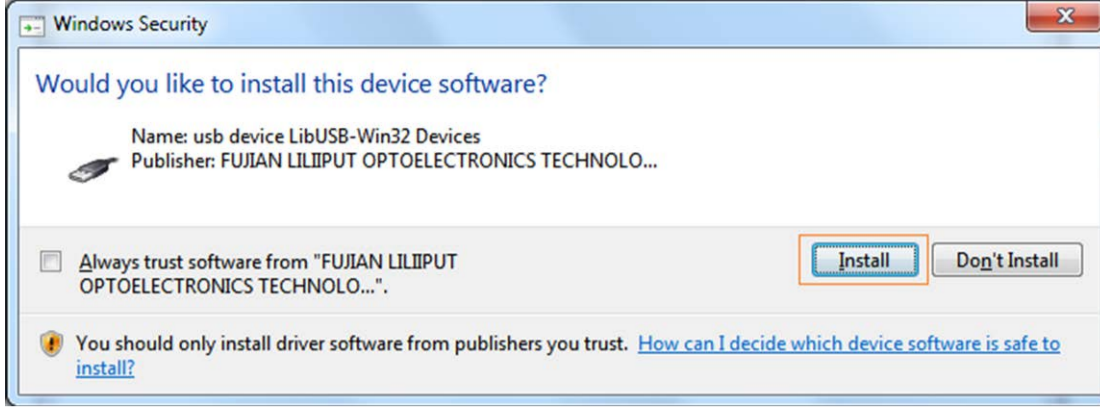 Windows Security
Would you like to install this device software?
Name: usb device LibUSB-Win32 Devices
Publisher: FUJIAN LILIIPUT OPTOELECTRONICS TECHNOLO...
Always trust software from "FUJIAN LILIIPUT
OPTOELECTRONICS TECHNOLO...".
Install
Don't Install
You should only install driver software from publishers you trust. How can I decide which device software is safe to
install?